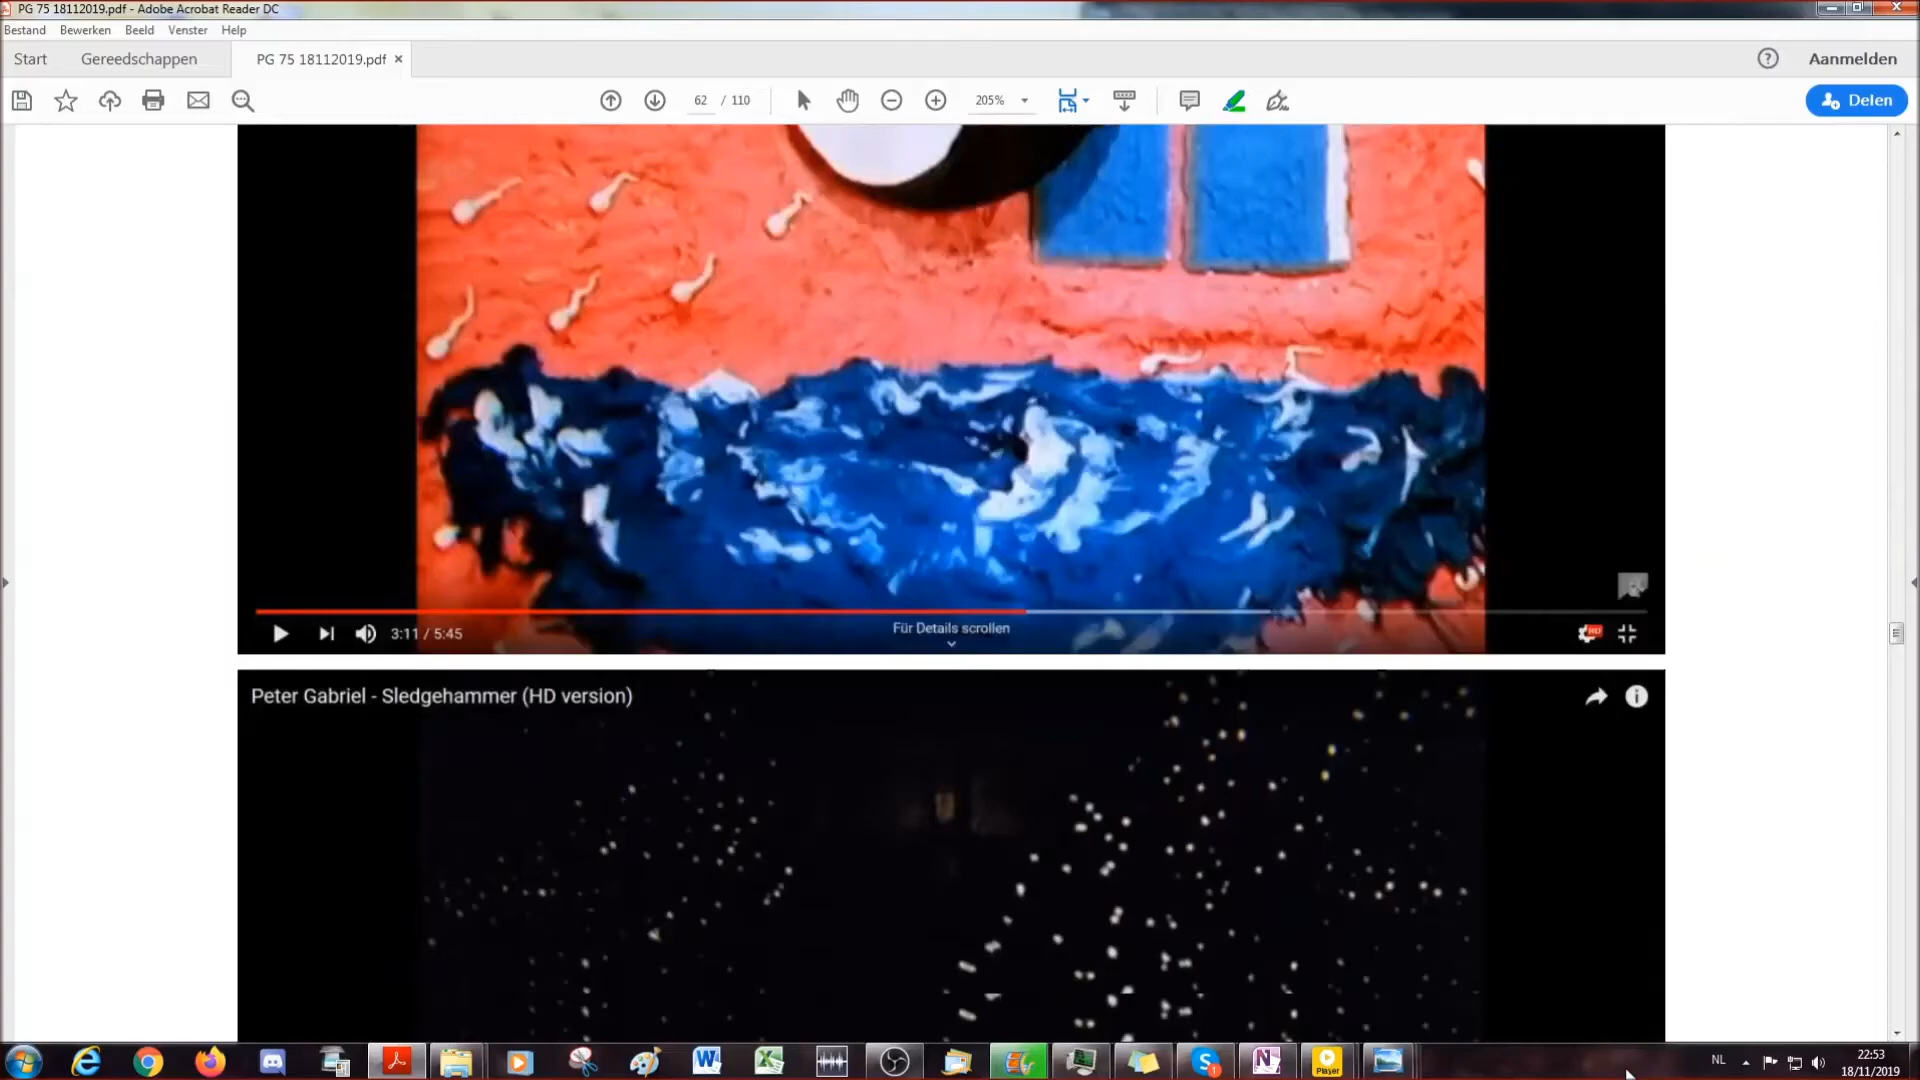 PG 75 18112019.pdf - Adobe Acrobat Reader DC
Bestand Bewerken Beeld Venster Help
Start Gereedschappen PG 75 18112019.pdf × ? Aanmelden
62 / 110 205% Delen
HD
3:11 / 5:45 Für Details scrollen
Peter Gabriel - Sledgehammer (HD version)
NL 22:53
18/11/2019
Player